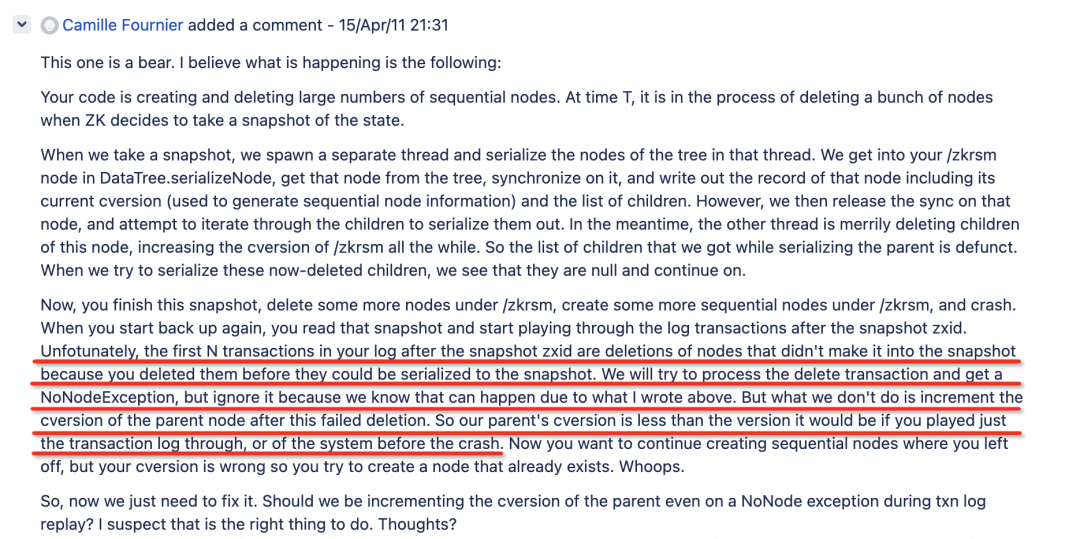 Camille Fournier added a comment - 15/Apr/11 21:31
This one is a bear. I believe what is happening is the following:
Your code is creating and deleting large numbers of sequential nodes. At time T, it is in the process of deleting a bunch of nodes
when ZK decides to take a snapshot of the state.
When we take a snapshot, we spawn a separate thread and serialize the nodes of the tree in that thread. We get into your /zkrsm
node in DataTree.serializeNode, get that node from the tree, synchronize on it, and write out the record of that node including its
current cversion (used to generate sequential node information) and the list of children. However, we then release the sync on that
node, and attempt to iterate through the children to serialize them out. In the meantime, the other thread is merrily deleting children
of this node, increasing the cversion of /zkrsm all the while. So the list of children that we got while serializing the parent is defunct.
When we try to serialize these now-deleted children, we see that they are null and continue on.
Now, you finish this snapshot, delete some more nodes under /zkrsm, create some more sequential nodes under /zkrsm, and crash.
When you start back up again, you read that snapshot and start playing through the log transactions after the snapshot zxid.
Unfotunately, the first N transactions in your log after the snapshot zxid are deletions of nodes that didn't make it into the snapshot
because you deleted them before they could be serialized to the snapshot. We will try to process the delete transaction and get a
NoNodeException, but ignore it because we know that can happen due to what I wrote above. But what we don't do is increment the
cversion of the parent node after this failed deletion. So our parent's cversion is less than the version it would be if you played just
the transaction log through, or of the system before the crash. Now you want to continue creating sequential nodes where you left
off, but your cversion is wrong so you try to create a node that already exists. Whoops.
So, now we just need to fix it. Should we be incrementing the cversion of the parent even on a NoNode exception during txn log
replay? I suspect that is the right thing to do. Thoughts?